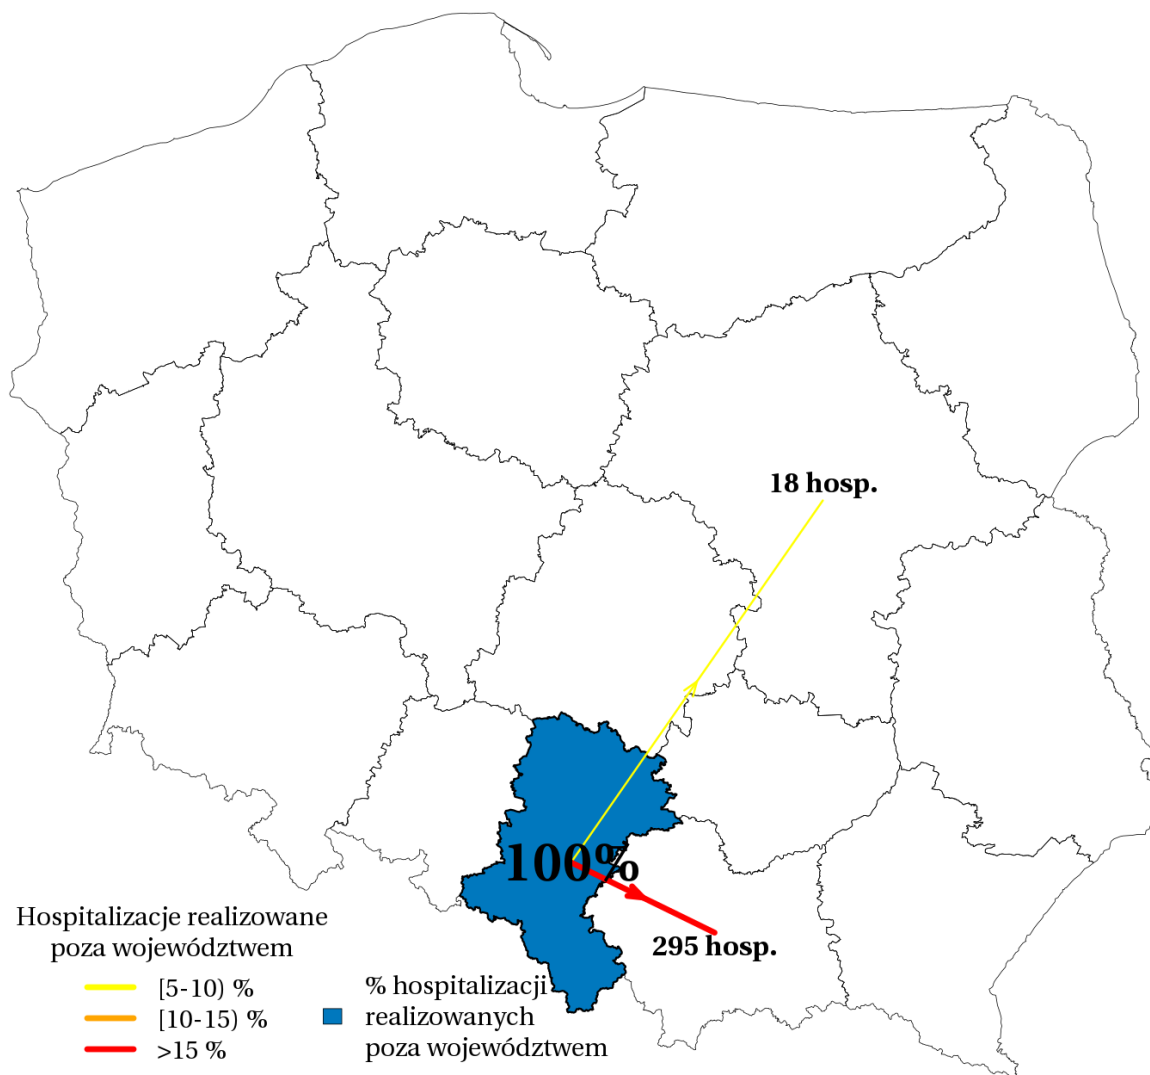 18 hosp.
100%
295 hosp.
Hospitalizacje realizowane
poza województwem
[5-10) %
[10-15) %
>15 %
% hospitalizacji
realizowanych
poza województwem